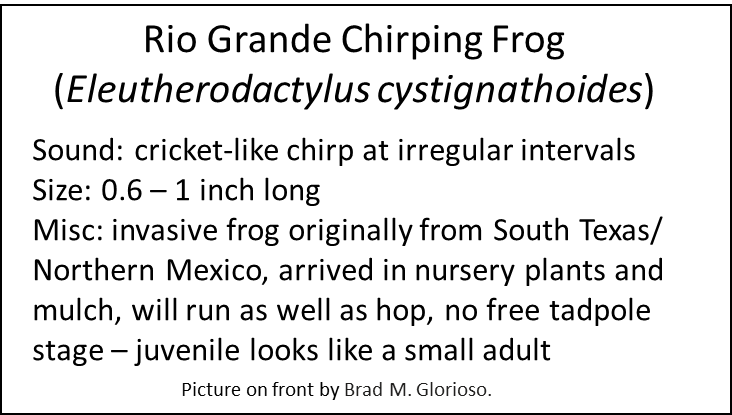 Rio Grande Chirping Frog
(Eleutherodactylus cystignathoides)
Sound: cricket-like chirp at irregular intervals
Size: 0.6 – 1 inch long
Misc: invasive frog originally from South Texas/
Northern Mexico, arrived in nursery plants and
mulch, will run as well as hop, no free tadpole
stage – juvenile looks like a small adult
Picture on front by Brad M. Glorioso.